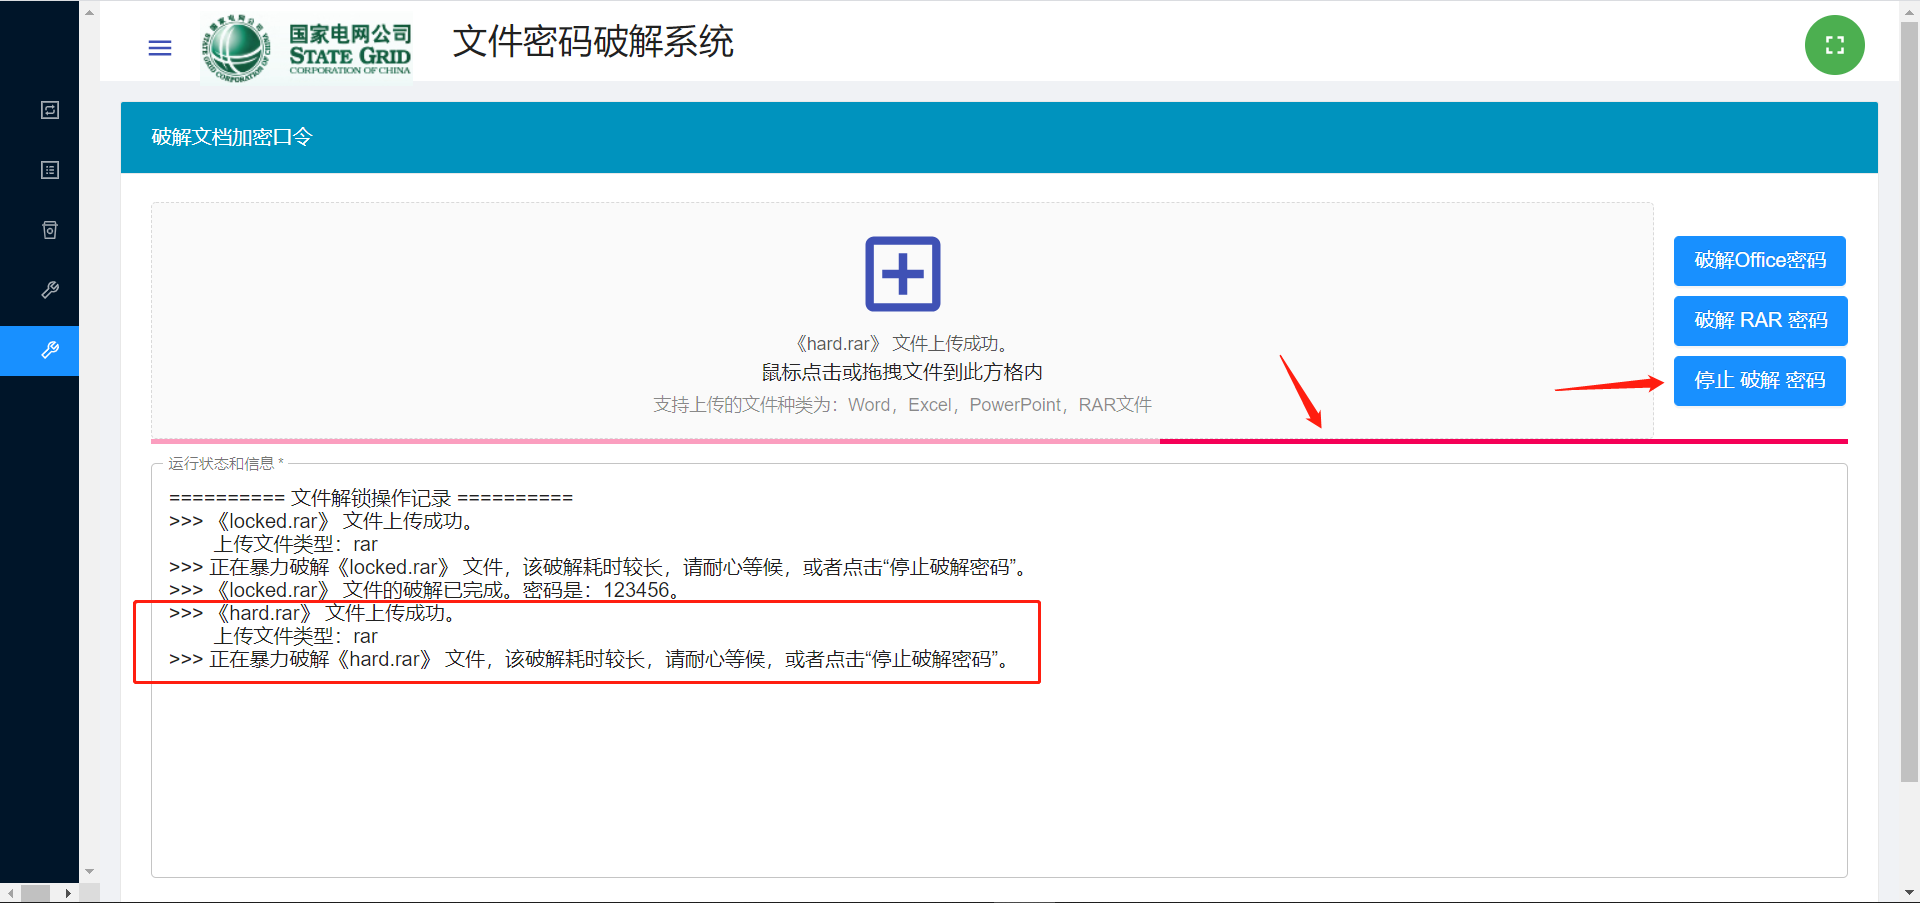 国家电网公司
STATE GRID
CORPORATION OF CHINA
文件密码破解系统
破解文档加密口令
《hard.rar》 文件上传成功。
鼠标点击或拖拽文件到此方格内
支持上传的文件种类为：Word，Excel，PowerPoint，RAR文件
破解Office密码
破解 RAR 密码
停止 破解 密码
运行状态和信息 *
========== 文件解锁操作记录 ==========
>>> 《locked.rar》 文件上传成功。
上传文件类型：rar
>>> 正在暴力破解《locked.rar》 文件，该破解耗时较长，请耐心等候，或者点击“停止破解密码”。
>>> 《locked.rar》 文件的破解已完成。密码是：123456。
>>> 《hard.rar》 文件上传成功。
上传文件类型：rar
>>> 正在暴力破解《hard.rar》 文件，该破解耗时较长，请耐心等候，或者点击“停止破解密码”。